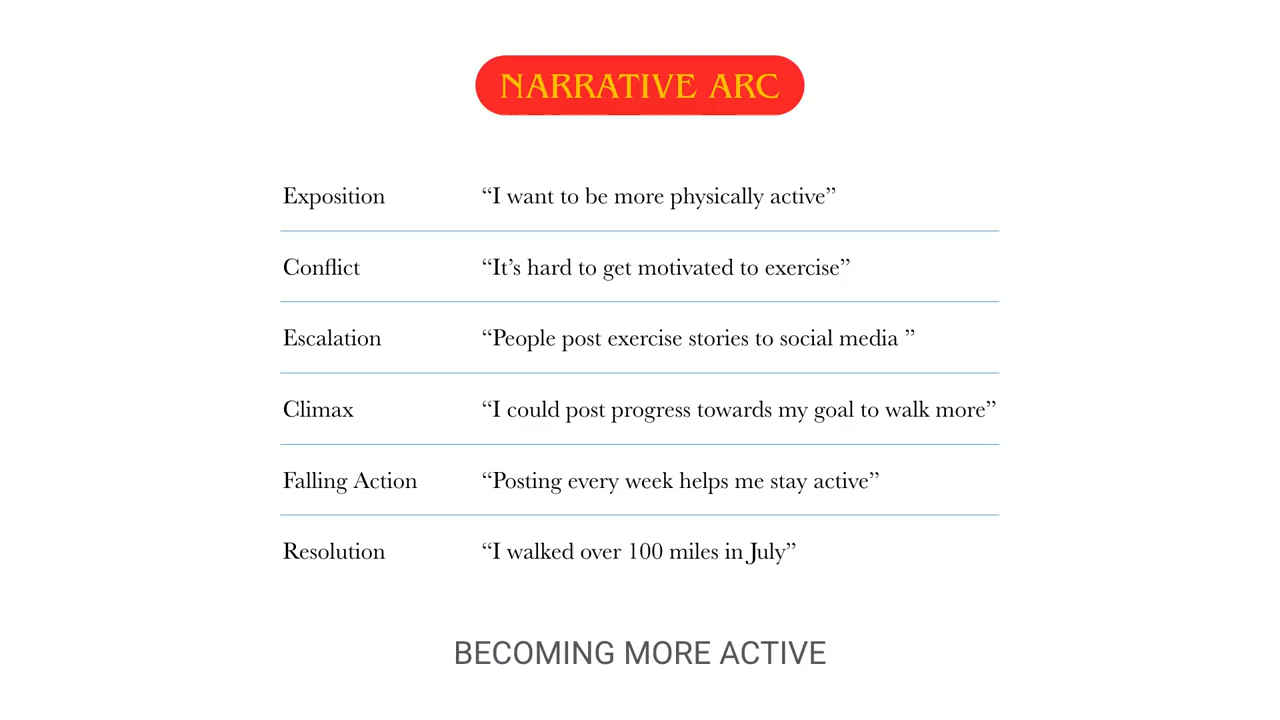 NARRATIVE ARC
Exposition “I want to be more physically active”
Conflict “It’s hard to get motivated to exercise”
Escalation “People post exercise stories to social media ”
Climax “I could post progress towards my goal to walk more”
Falling Action “Posting every week helps me stay active”
Resolution “I walked over 100 miles in July”
BECOMING MORE ACTIVE